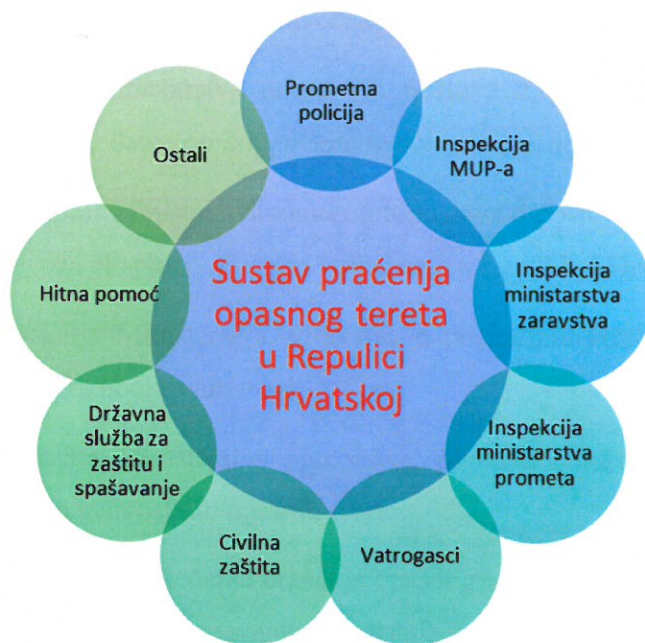 Prometna
policija
Inspekcija
MUP-a
Inspekcija
ministarstva
zaravstva
Inspekcija
ministarstva
prometa
Vatrogasci
Civilna
zaštita
Državna
služba za
zaštitu i
spašavanje
Hitna pomoć
Ostali
Sustav praćenja
opasnog tereta
u Repulici
Hrvatskoj